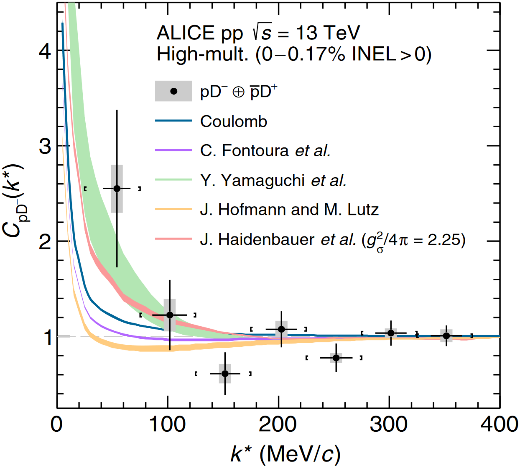 ALICE pp √s = 13 TeV
High-mult. (0−0.17% INEL > 0)
pD⁻ ⊕ p̅D⁺
Coulomb
C. Fontoura et al.
Y. Yamaguchi et al.
J. Hofmann and M. Lutz
J. Haidenbauer et al. (g²σ/4π = 2.25)
C_pD⁻(k*)
4
3
2
1
0 100 200 300 400
k* (MeV/c)